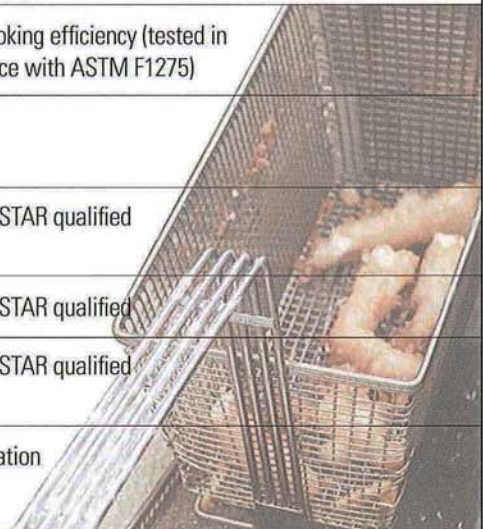 oking efficiency (tested in
ce with ASTM F1275)
STAR qualified
STAR qualified
STAR qualified
ation